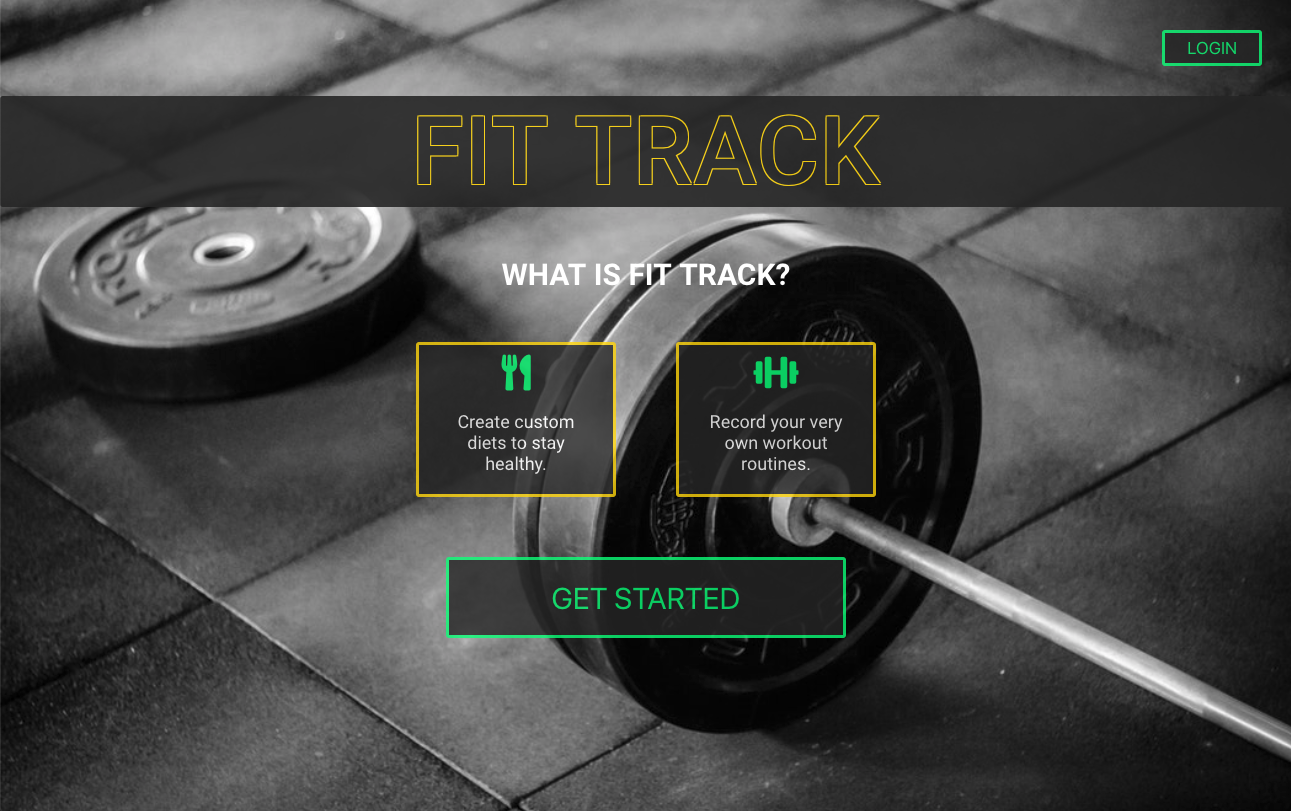 LOGIN
FIT TRACK
WHAT IS FIT TRACK?
Create custom
diets to stay
healthy.
Record your very
own workout
routines.
GET STARTED